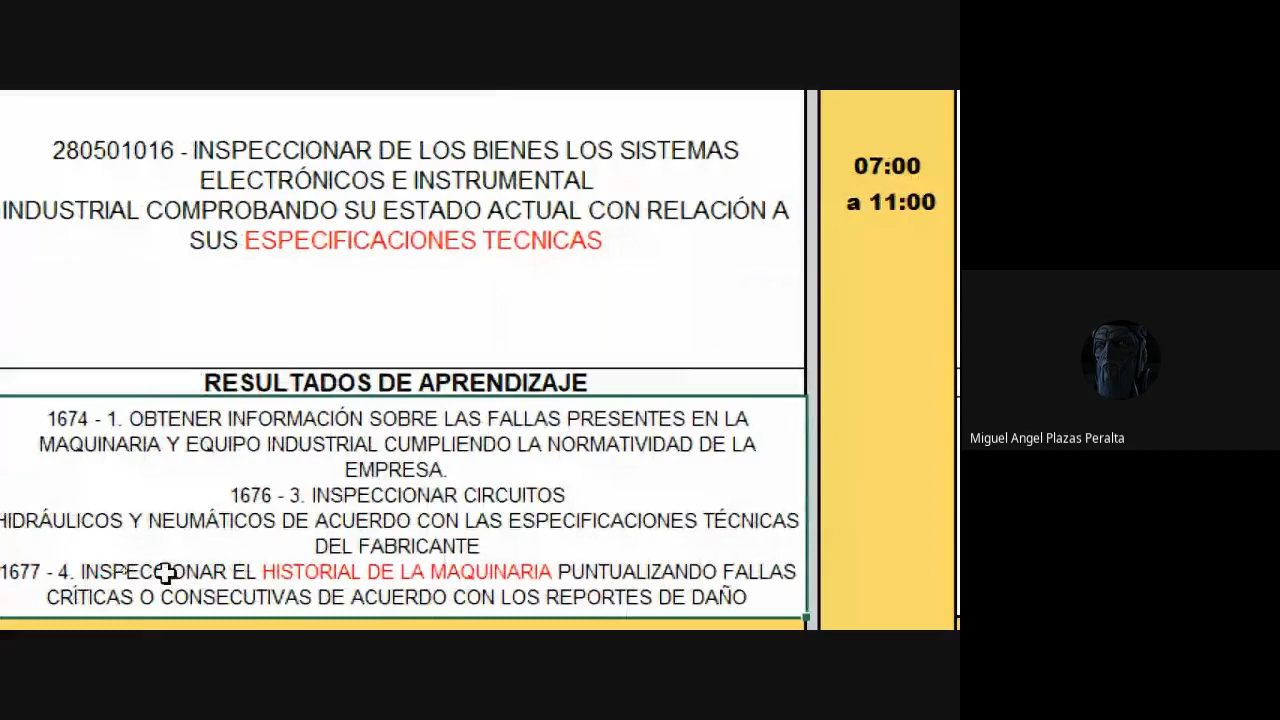 280501016 - INSPECCIONAR DE LOS BIENES LOS SISTEMAS
ELECTRÓNICOS E INSTRUMENTAL
INDUSTRIAL COMPROBANDO SU ESTADO ACTUAL CON RELACIÓN A
SUS ESPECIFICACIONES TECNICAS
07:00
a 11:00
RESULTADOS DE APRENDIZAJE
1674 - 1. OBTENER INFORMACIÓN SOBRE LAS FALLAS PRESENTES EN LA
MAQUINARIA Y EQUIPO INDUSTRIAL CUMPLIENDO LA NORMATIVIDAD DE LA
EMPRESA.
1676 - 3. INSPECCIONAR CIRCUITOS
HIDRÁULICOS Y NEUMÁTICOS DE ACUERDO CON LAS ESPECIFICACIONES TÉCNICAS
DEL FABRICANTE
1677 - 4. INSPECCIONAR EL HISTORIAL DE LA MAQUINARIA PUNTUALIZANDO FALLAS
CRÍTICAS O CONSECUTIVAS DE ACUERDO CON LOS REPORTES DE DAÑO
Miguel Angel Plazas Peralta